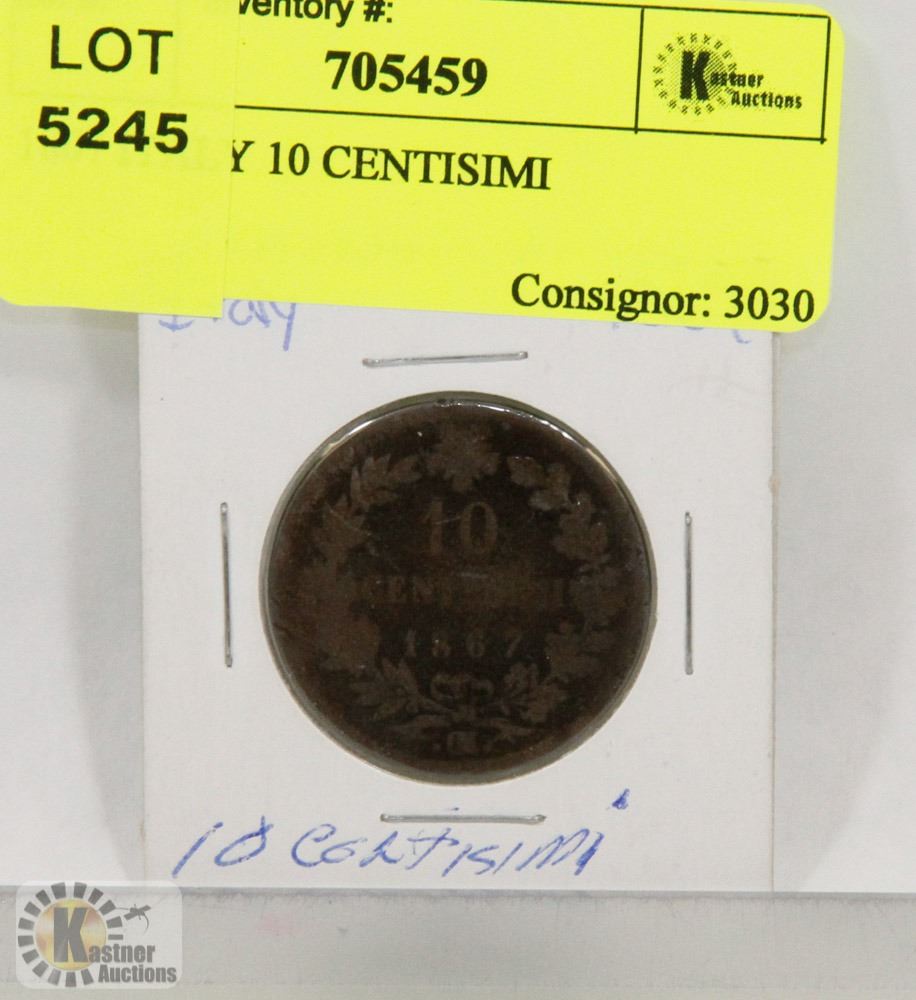 ventory #:
LOT
5245
705459
Kastner
Auctions
Y 10 CENTISIMI
Consignor: 3030
Italy
10
1867
10 Centisimi
Kastner
Auctions